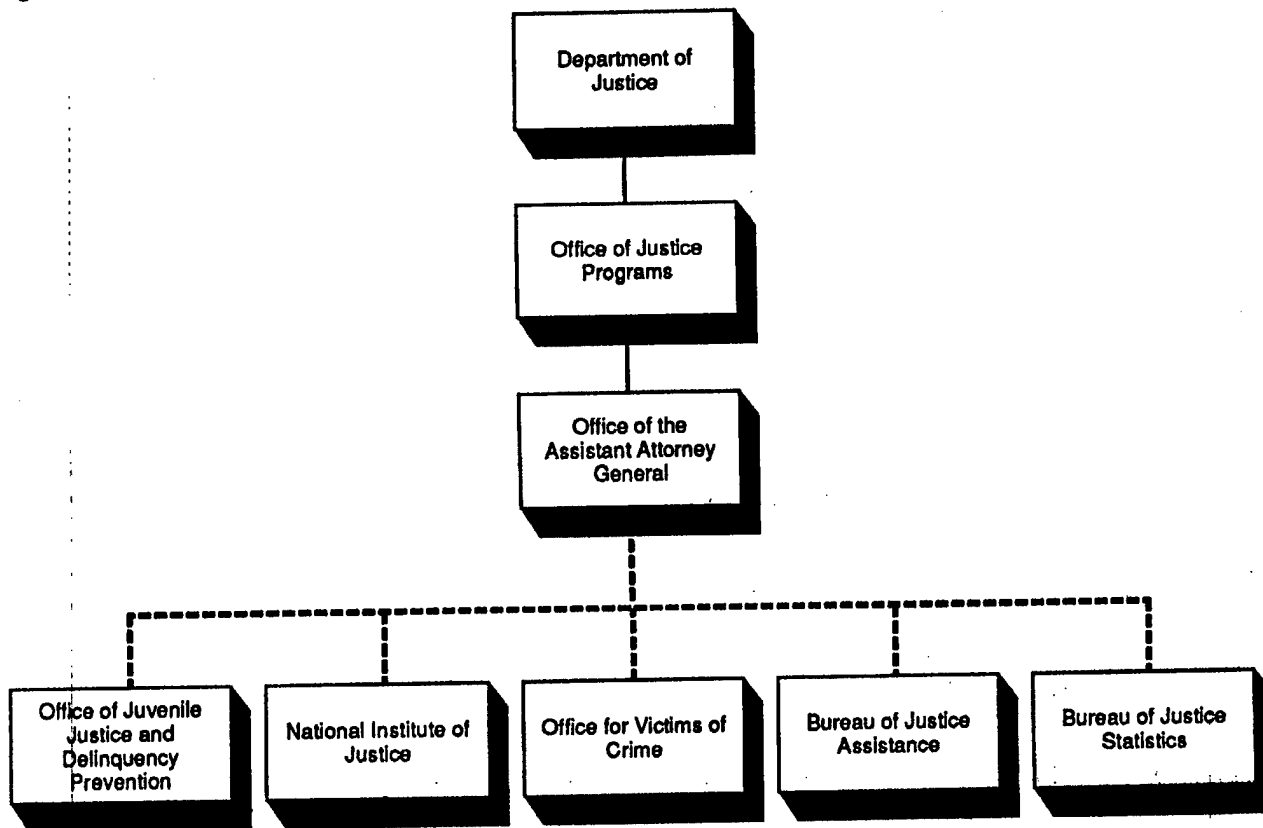 Department of
Justice
Office of Justice
Programs
Office of the
Assistant Attorney
General
Office of Juvenile
Justice and
Delinquency
Prevention
National Institute of
Justice
Office for Victims of
Crime
Bureau of Justice
Assistance
Bureau of Justice
Statistics